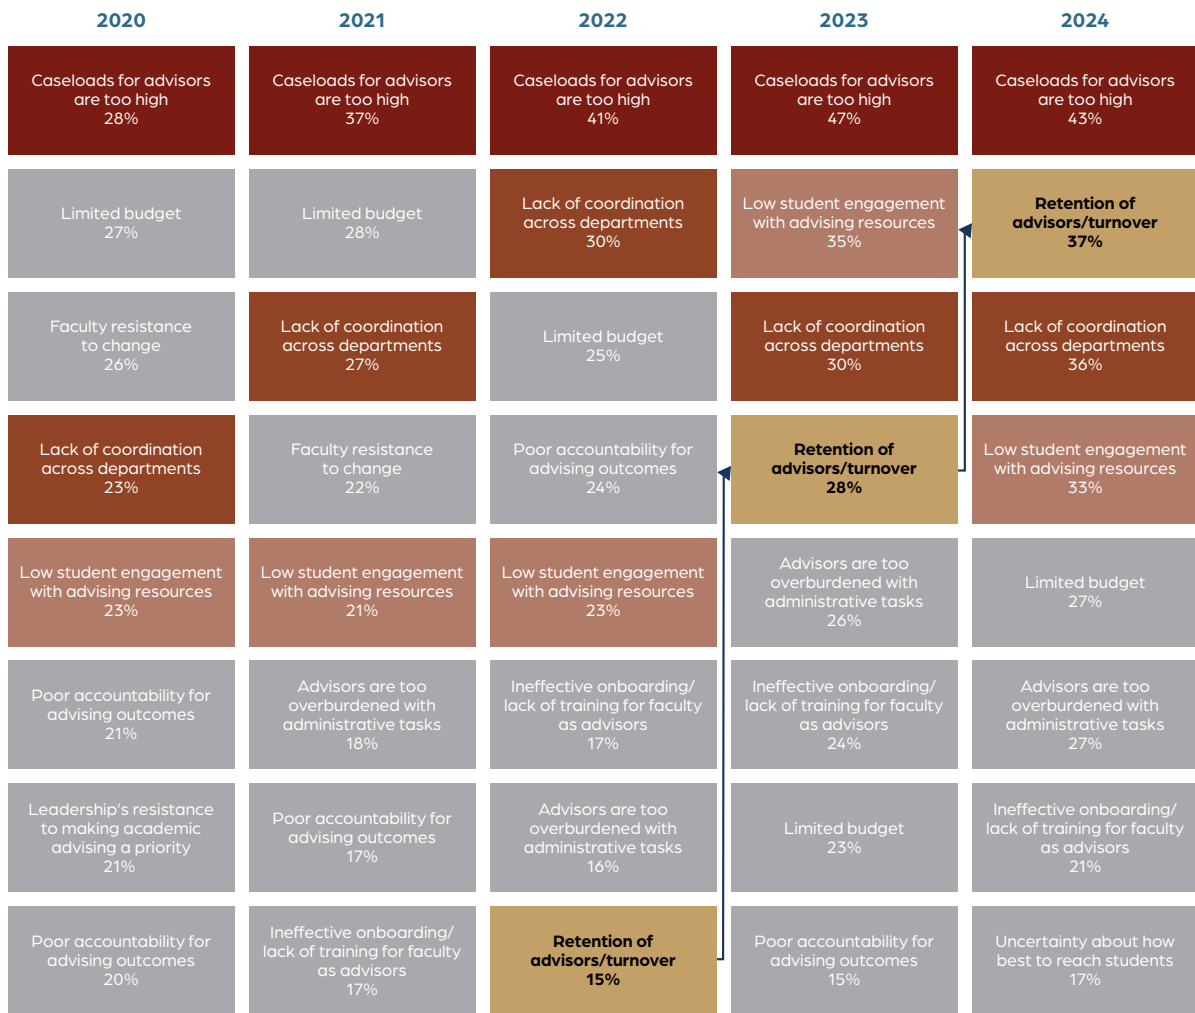 2020
2021
2022
2023
2024
Caseloads for advisors
are too high
28%
Caseloads for advisors
are too high
37%
Caseloads for advisors
are too high
41%
Caseloads for advisors
are too high
47%
Caseloads for advisors
are too high
43%
Limited budget
27%
Limited budget
28%
Lack of coordination
across departments
30%
Low student engagement
with advising resources
35%
Retention of
advisors/turnover
37%
Faculty resistance
to change
26%
Lack of coordination
across departments
27%
Limited budget
25%
Lack of coordination
across departments
30%
Lack of coordination
across departments
36%
Lack of coordination
across departments
23%
Faculty resistance
to change
22%
Poor accountability for
advising outcomes
24%
Retention of
advisors/turnover
28%
Low student engagement
with advising resources
33%
Low student engagement
with advising resources
23%
Low student engagement
with advising resources
21%
Low student engagement
with advising resources
23%
Advisors are too
overburdened with
administrative tasks
26%
Limited budget
27%
Poor accountability for
advising outcomes
21%
Advisors are too
overburdened with
administrative tasks
18%
Ineffective onboarding/
lack of training for faculty
as advisors
17%
Ineffective onboarding/
lack of training for faculty
as advisors
24%
Advisors are too
overburdened with
administrative tasks
27%
Leadership's resistance
to making academic
advising a priority
21%
Poor accountability for
advising outcomes
17%
Advisors are too
overburdened with
administrative tasks
16%
Limited budget
23%
Ineffective onboarding/
lack of training for faculty
as advisors
21%
Poor accountability for
advising outcomes
20%
Ineffective onboarding/
lack of training for faculty
as advisors
17%
Retention of
advisors/turnover
15%
Poor accountability for
advising outcomes
15%
Uncertainty about how
best to reach students
17%